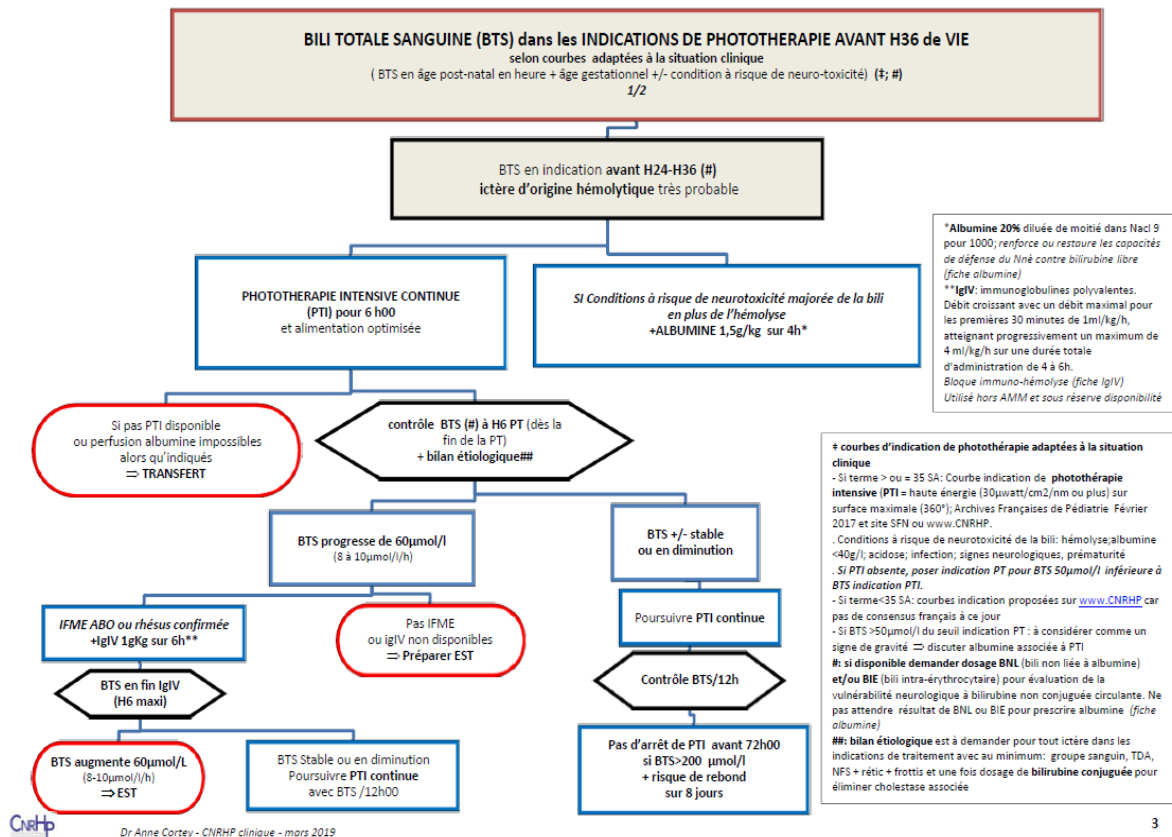 BILI TOTALE SANGUINE (BTS) dans les INDICATIONS DE PHOTOTHERAPIE AVANT H36 de VIE
selon courbes adaptées à la situation clinique
( BTS en âge post-natal en heure + âge gestationnel +/- condition à risque de neuro-toxicité) (‡; #)
1/2
BTS en indication avant H24-H36 (#)
ictère d'origine hémolytique très probable
PHOTOTHERAPIE INTENSIVE CONTINUE
(PTI) pour 6 h00
et alimentation optimisée
SI Conditions à risque de neurotoxicité majorée de la bili
en plus de l'hémolyse
+ALBUMINE 1,5g/kg sur 4h*
*Albumine 20% diluée de moitié dans Nacl 9
pour 1000; renforce ou restaure les capacités
de défense du Nné contre bilirubine libre
(fiche albumine)
**IgIV: immunoglobulines polyvalentes.
Débit croissant avec un débit maximal pour
les premières 30 minutes de 1ml/kg/h,
atteignant progressivement un maximum de
4 ml/kg/h sur une durée totale
d'administration de 4 à 6h.
Bloque immuno-hémolyse (fiche IgIV)
Utilisé hors AMM et sous réserve disponibilité
Si pas PTI disponible
ou perfusion albumine impossibles
alors qu'indiqués
⇒ TRANSFERT
contrôle BTS (#) à H6 PT (dès la
fin de la PT)
+ bilan étiologique##
BTS progresse de 60µmol/l
(8 à 10µmol/l/h)
BTS +/- stable
ou en diminution
IFME ABO ou rhésus confirmée
+IgIV 1gKg sur 6h**
Pas IFME
ou igIV non disponibles
⇒ Préparer EST
Poursuivre PTI continue
BTS en fin IgIV
(H6 maxi)
Contrôle BTS/12h
BTS augmente 60µmol/L
(8-10µmol/l/h)
⇒ EST
BTS Stable ou en diminution
Poursuivre PTI continue
avec BTS /12h00
Pas d'arrêt de PTI avant 72h00
si BTS>200 µmol/l
+ risque de rebond
sur 8 jours
‡ courbes d'indication de photothérapie adaptées à la situation
clinique
- Si terme > ou = 35 SA: Courbe indication de photothérapie
intensive (PTI = haute énergie (30µwatt/cm2/nm ou plus) sur
surface maximale (360°); Archives Françaises de Pédiatrie Février
2017 et site SFN ou www.CNRHP.
. Conditions à risque de neurotoxicité de la bili: hémolyse;albumine
<40g/l; acidose; infection; signes neurologiques, prématurité
. Si PTI absente, poser indication PT pour BTS 50µmol/l inférieure à
BTS indication PTI.
- Si terme<35 SA: courbes indication proposées sur www.CNRHP car
pas de consensus français à ce jour
- Si BTS >50µmol/l du seuil indication PT : à considérer comme un
signe de gravité ⇒ discuter albumine associée à PTI
#: si disponible demander dosage BNL (bili non liée à albumine)
et/ou BIE (bili intra-érythrocytaire) pour évaluation de la
vulnérabilité neurologique à bilirubine non conjuguée circulante. Ne
pas attendre résultat de BNL ou BIE pour prescrire albumine (fiche
albumine)
##: bilan étiologique est à demander pour tout ictère dans les
indications de traitement avec au minimum: groupe sanguin, TDA,
NFS + rétic + frottis et une fois dosage de bilirubine conjuguée pour
éliminer cholestase associée
CNRHP
Dr Anne Cortey - CNRHP clinique - mars 2019
3